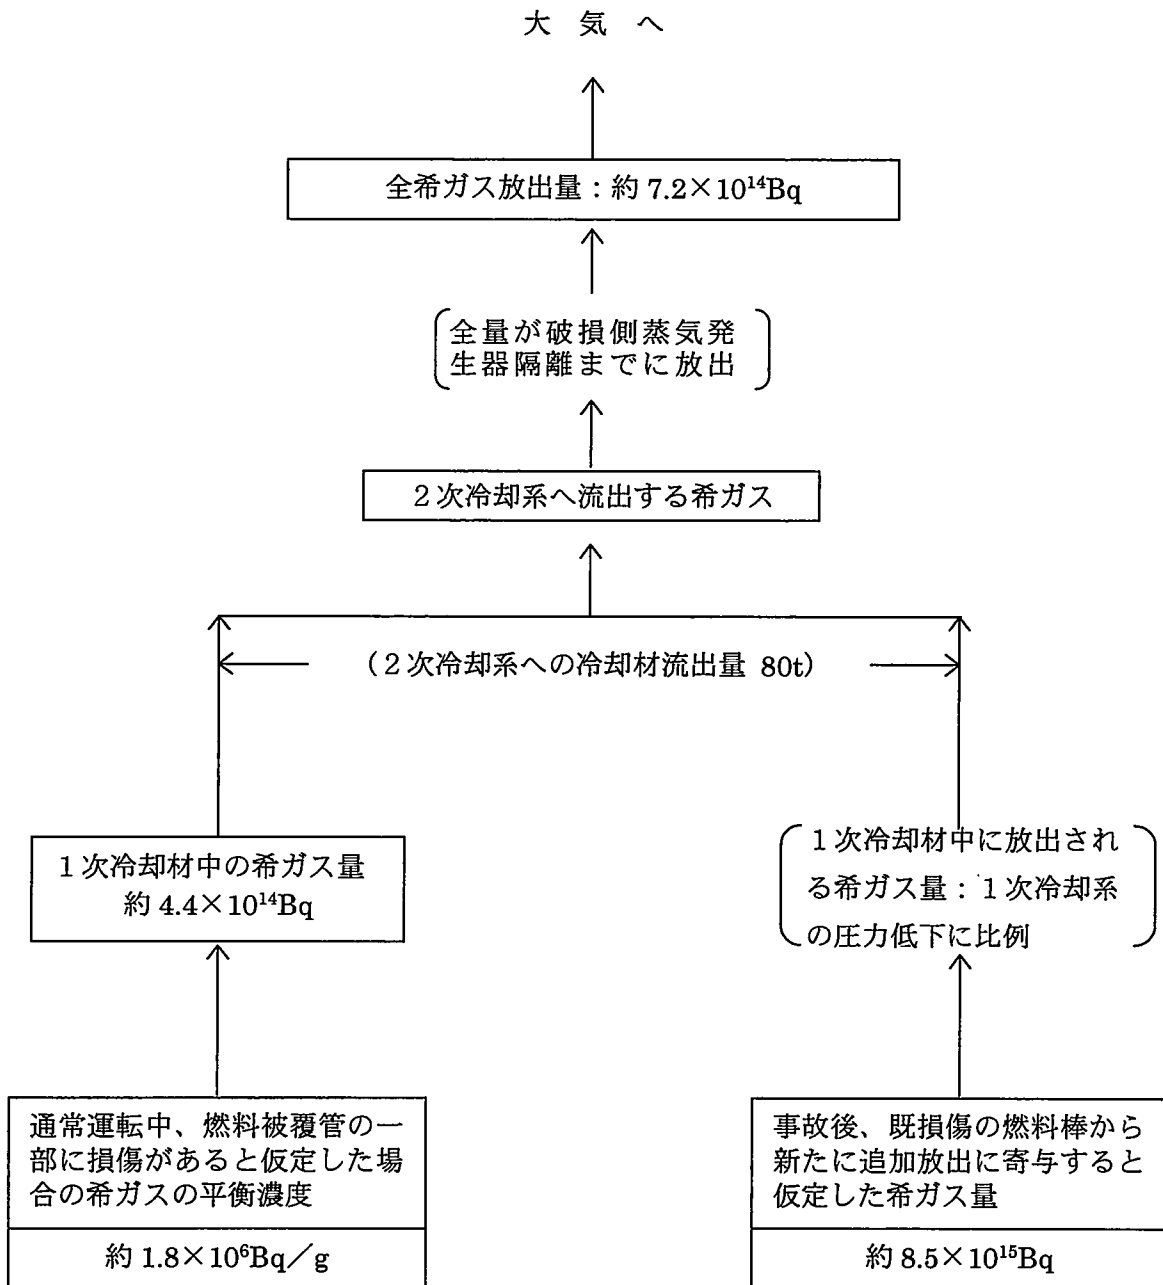 大気へ
全希ガス放出量：約 7.2×10¹⁴Bq
全量が破損側蒸気発
生器隔離までに放出
２次冷却系へ流出する希ガス
（２次冷却系への冷却材流出量 80t）
１次冷却材中の希ガス量
約 4.4×10¹⁴Bq
１次冷却材中に放出され
る希ガス量：１次冷却系
の圧力低下に比例
通常運転中、燃料被覆管の一
部に損傷があると仮定した場
合の希ガスの平衡濃度
約 1.8×10⁶Bq／g
事故後、既損傷の燃料棒から
新たに追加放出に寄与すると
仮定した希ガス量
約 8.5×10¹⁵Bq